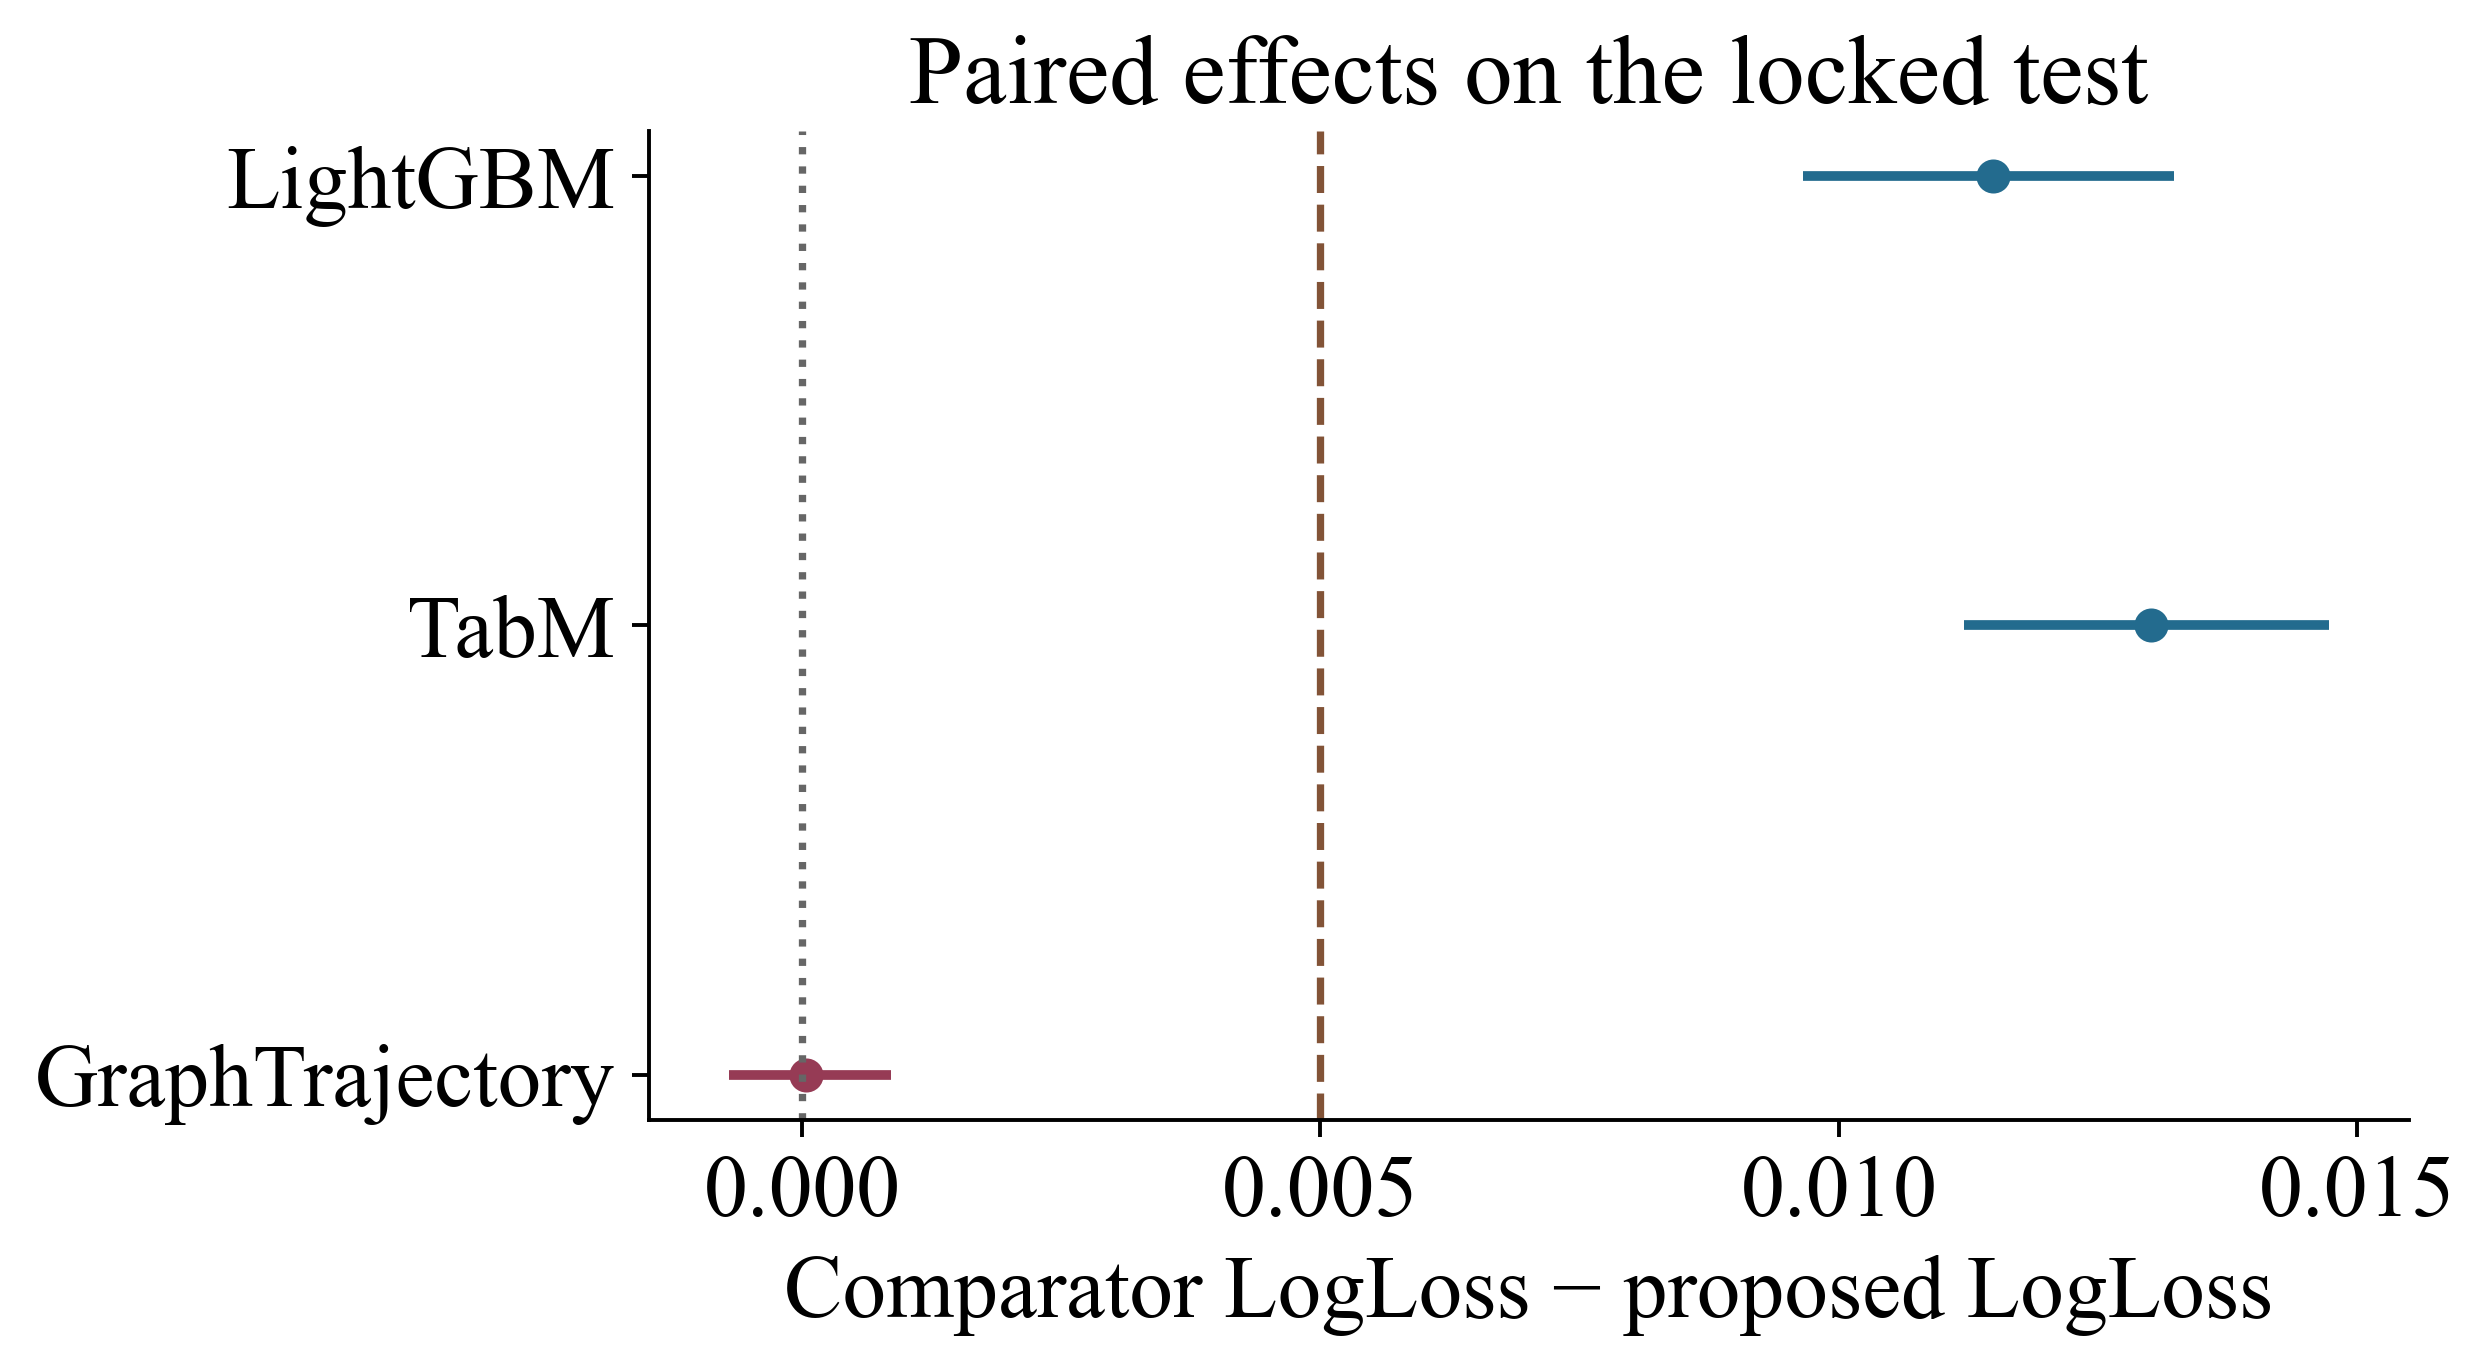 Paired effects on the locked test
LightGBM
TabM
GraphTrajectory
0.000 0.005 0.010 0.015
Comparator LogLoss − proposed LogLoss